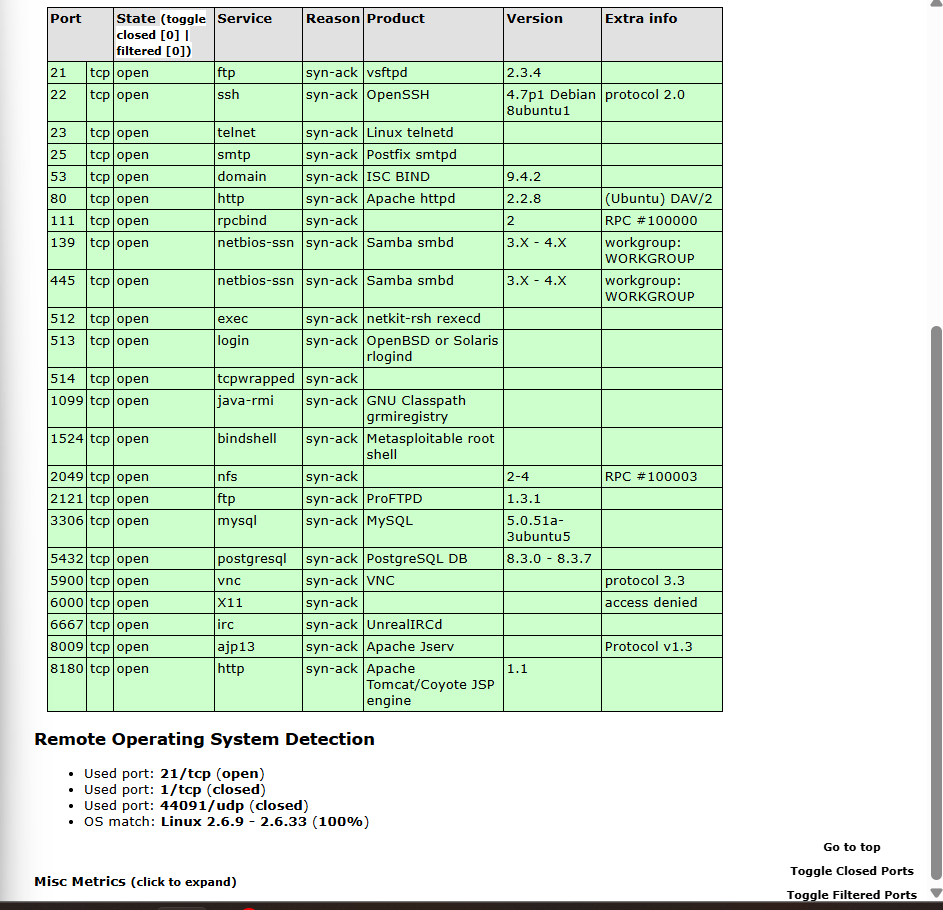 Port State (toggle closed [0] | filtered [0]) Service Reason Product Version Extra info
21 tcp open ftp syn-ack vsftpd 2.3.4
22 tcp open ssh syn-ack OpenSSH 4.7p1 Debian 8ubuntu1 protocol 2.0
23 tcp open telnet syn-ack Linux telnetd
25 tcp open smtp syn-ack Postfix smtpd
53 tcp open domain syn-ack ISC BIND 9.4.2
80 tcp open http syn-ack Apache httpd 2.2.8 (Ubuntu) DAV/2
111 tcp open rpcbind syn-ack 2 RPC #100000
139 tcp open netbios-ssn syn-ack Samba smbd 3.X - 4.X workgroup: WORKGROUP
445 tcp open netbios-ssn syn-ack Samba smbd 3.X - 4.X workgroup: WORKGROUP
512 tcp open exec syn-ack netkit-rsh rexecd
513 tcp open login syn-ack OpenBSD or Solaris rlogind
514 tcp open tcpwrapped syn-ack
1099 tcp open java-rmi syn-ack GNU Classpath grmiregistry
1524 tcp open bindshell syn-ack Metasploitable root shell
2049 tcp open nfs syn-ack 2-4 RPC #100003
2121 tcp open ftp syn-ack ProFTPD 1.3.1
3306 tcp open mysql syn-ack MySQL 5.0.51a-3ubuntu5
5432 tcp open postgresql syn-ack PostgreSQL DB 8.3.0 - 8.3.7
5900 tcp open vnc syn-ack VNC protocol 3.3
6000 tcp open X11 syn-ack access denied
6667 tcp open irc syn-ack UnrealIRCd
8009 tcp open ajp13 syn-ack Apache Jserv Protocol v1.3
8180 tcp open http syn-ack Apache Tomcat/Coyote JSP engine 1.1
Remote Operating System Detection
• Used port: 21/tcp (open)
• Used port: 1/tcp (closed)
• Used port: 44091/udp (closed)
• OS match: Linux 2.6.9 - 2.6.33 (100%)
Go to top
Toggle Closed Ports
Misc Metrics (click to expand)
Toggle Filtered Ports